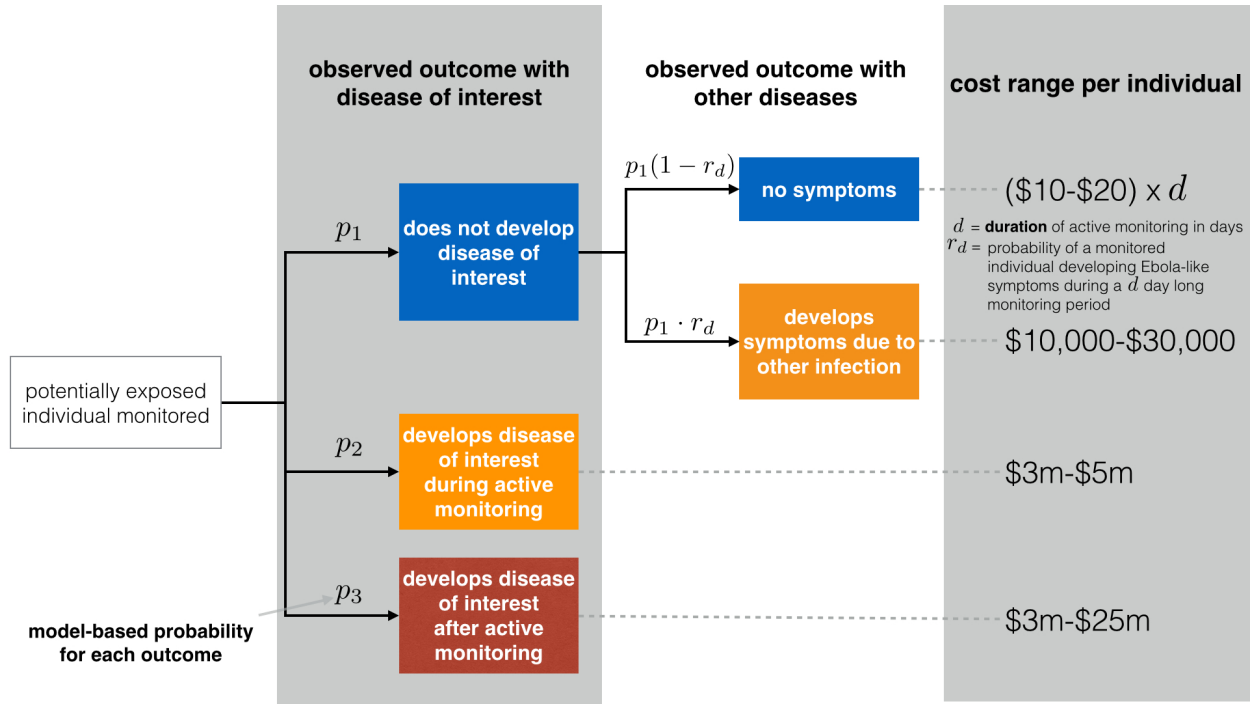 observed outcome with
disease of interest
observed outcome with
other diseases
cost range per individual
p₁
does not develop
disease of
interest
p₁(1 − r_d)
no symptoms
($10-$20) x d
d = duration of active monitoring in days
r_d = probability of a monitored
individual developing Ebola-like
symptoms during a d day long
monitoring period
p₁ · r_d
develops
symptoms due to
other infection
$10,000-$30,000
potentially exposed
individual monitored
p₂
develops disease
of interest
during active
monitoring
$3m-$5m
p₃
develops disease
of interest
after active
monitoring
$3m-$25m
model-based probability
for each outcome